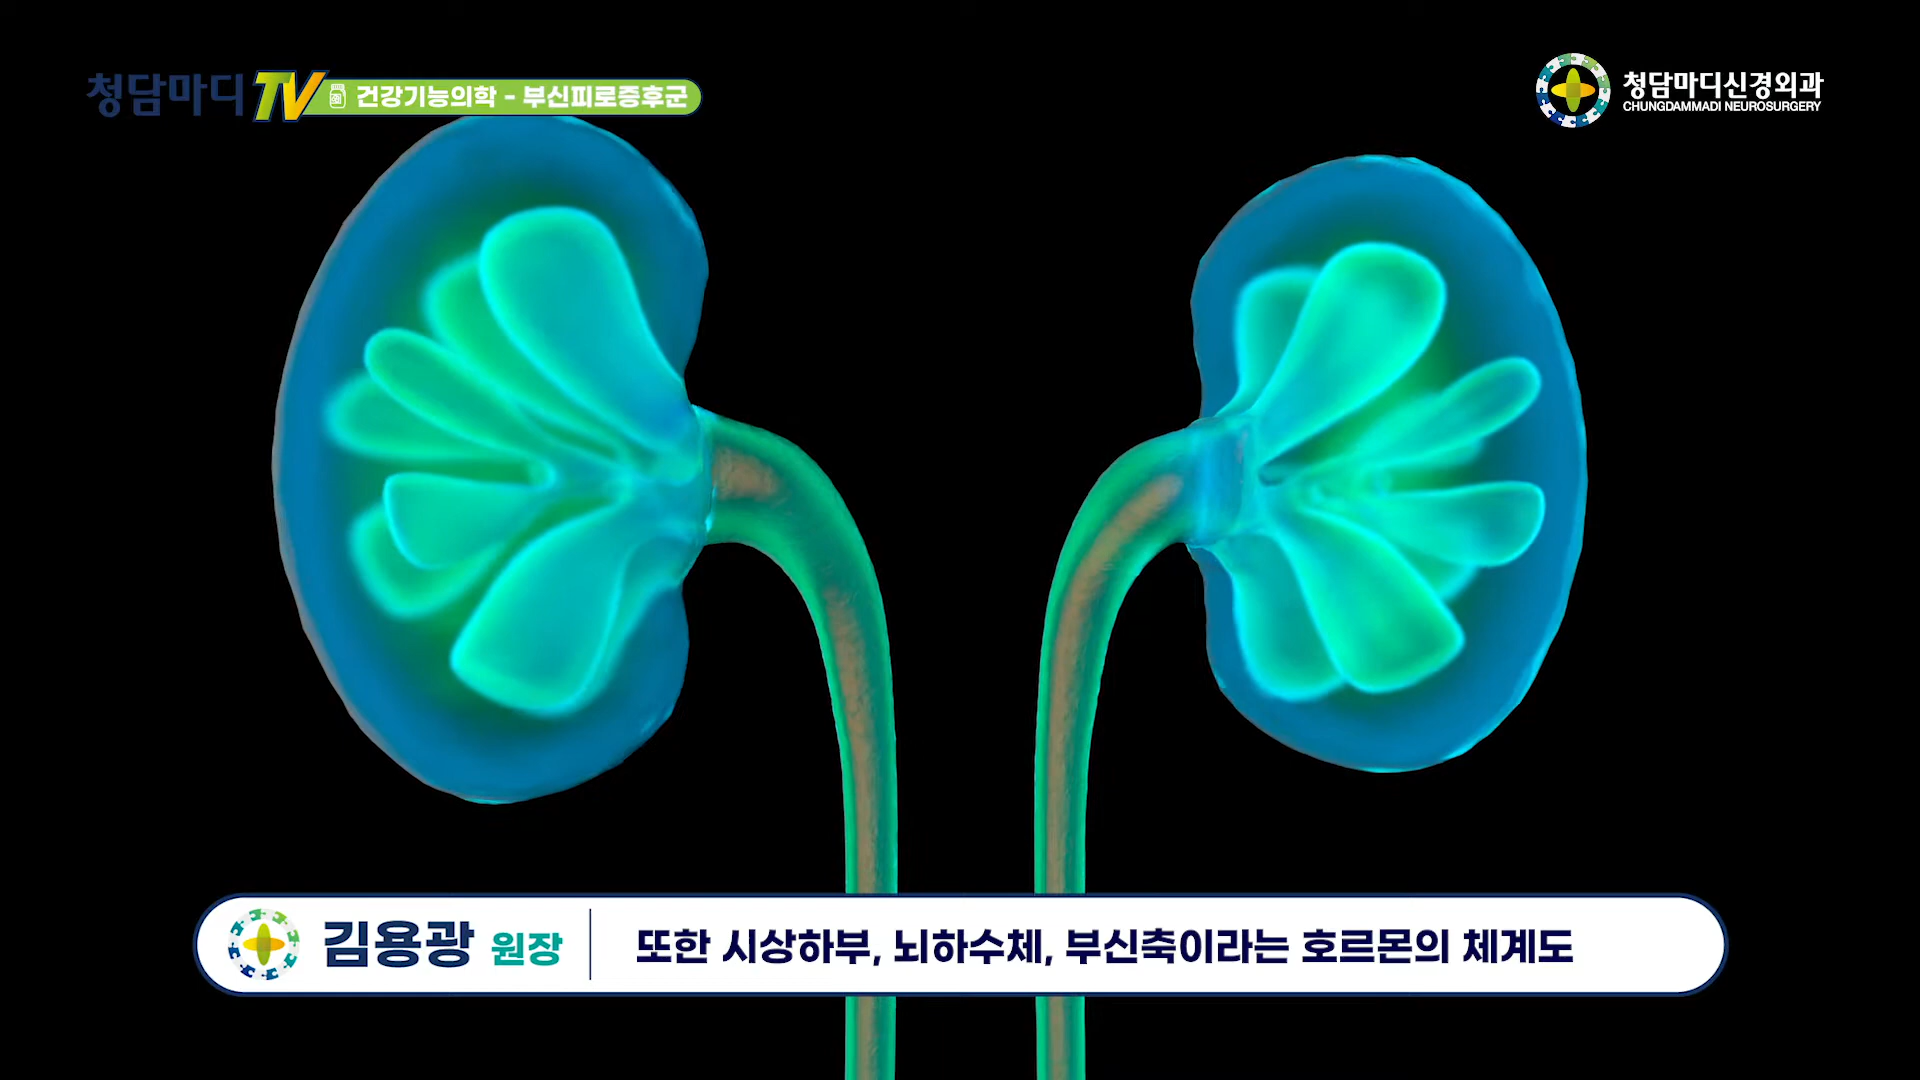 청담마디TV 건강기능의학 - 부신피로증후군
청담마디신경외과
CHUNGDAMMADI NEUROSURGERY
김용광 원장
또한 시상하부, 뇌하수체, 부신축이라는 호르몬의 체계도